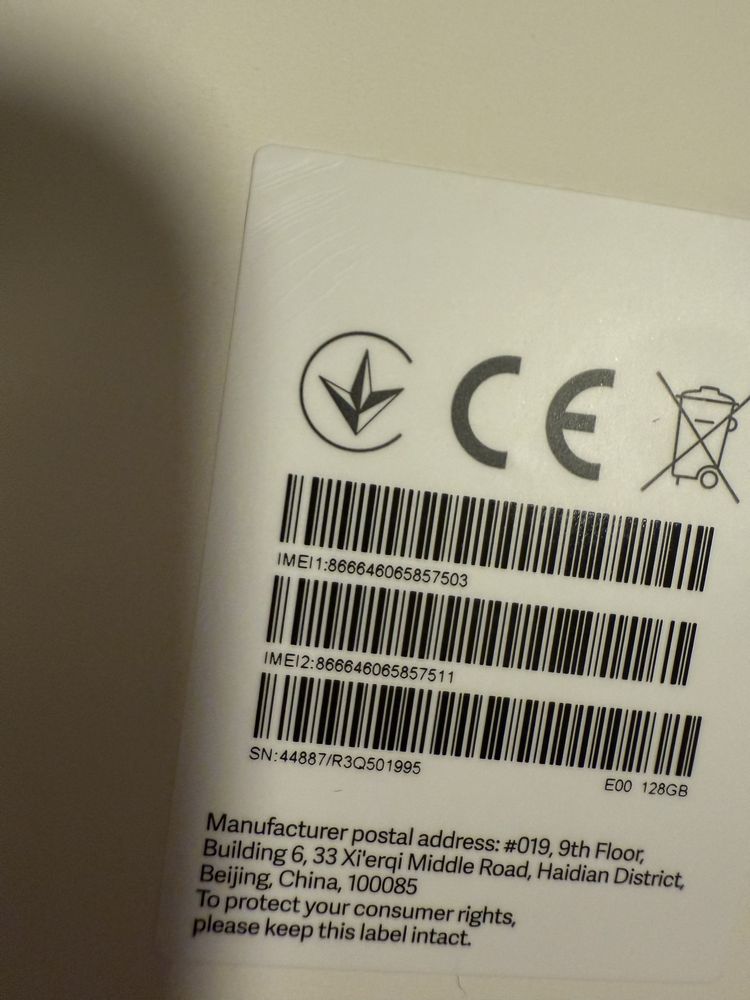 CE
IMEI1:866646065857503
IMEI2:866646065857511
SN:44887/R3Q501995
E00 128GB
Manufacturer postal address: #019, 9th Floor,
Building 6, 33 Xi'erqi Middle Road, Haidian District,
Beijing, China, 100085
To protect your consumer rights,
please keep this label intact.